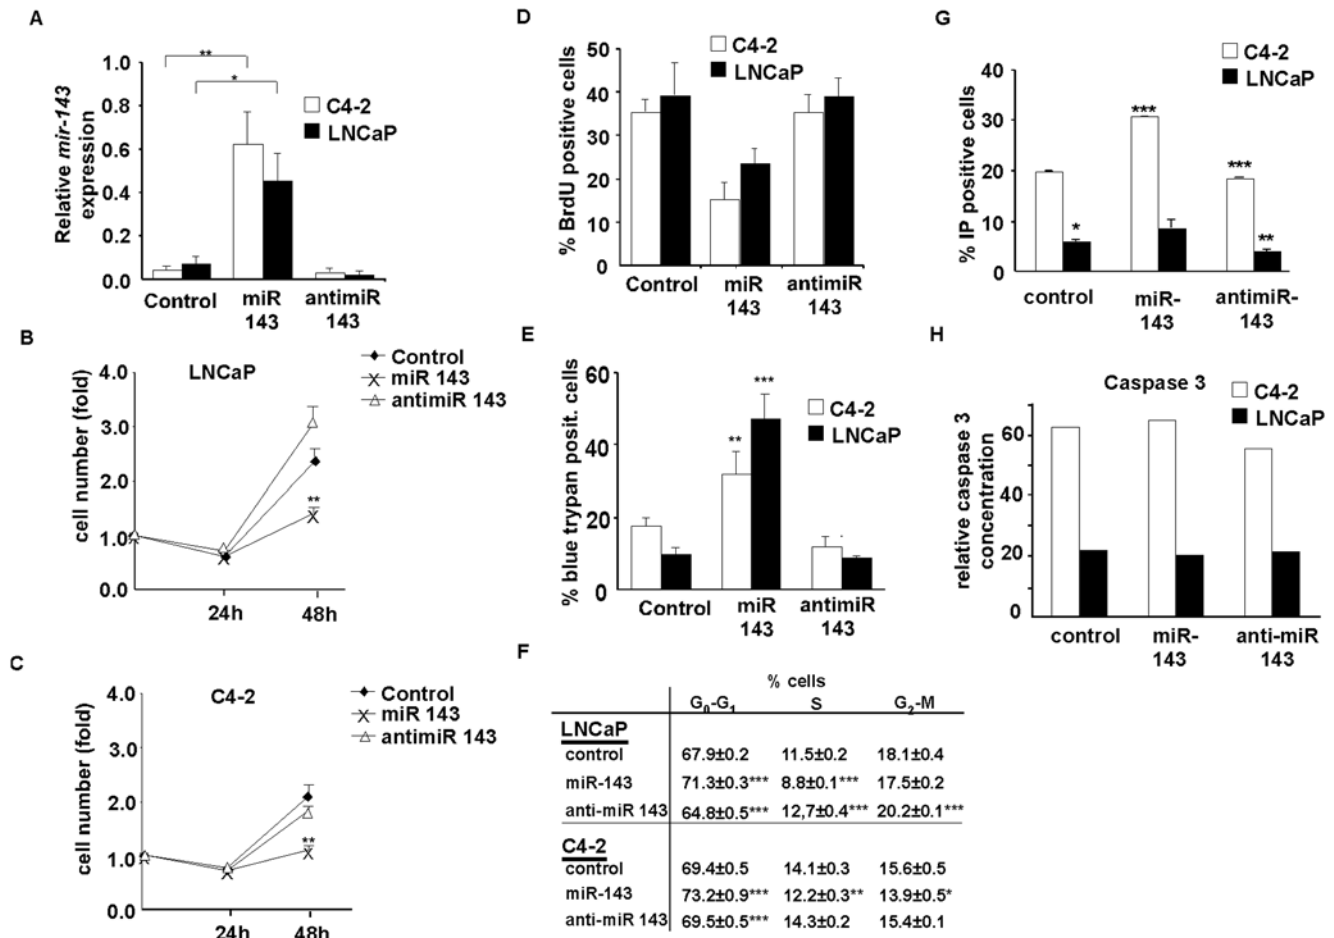 A
Relative mir-143
expression
1.0
0.8
0.6
0.4
0.2
0.0
**
*
C4-2
LNCaP
Control
miR
143
antimiR
143
B
LNCaP
cell number (fold)
4.0
3.0
2.0
1.0
0.0
Control
miR 143
antimiR 143
**
24h
48h
C
C4-2
cell number (fold)
4.0
3.0
2.0
1.0
0.0
Control
miR 143
antimiR 143
**
24h
48h
D
% BrdU positive cells
50
40
30
20
10
0
C4-2
LNCaP
Control
miR
143
antimiR
143
E
% blue trypan posit. cells
60
40
20
0
**
***
C4-2
LNCaP
Control
miR
143
antimiR
143
F
% cells
G0-G1 S G2-M
LNCaP
control 67.9±0.2 11.5±0.2 18.1±0.4
miR-143 71.3±0.3*** 8.8±0.1*** 17.5±0.2
anti-miR 143 64.8±0.5*** 12,7±0.4*** 20.2±0.1***
C4-2
control 69.4±0.5 14.1±0.3 15.6±0.5
miR-143 73.2±0.9*** 12.2±0.3** 13.9±0.5*
anti-miR 143 69.5±0.5*** 14.3±0.2 15.4±0.1
G
% IP positive cells
40
30
20
10
0
C4-2
LNCaP
*
***
***
**
control
miR-
143
antimiR-
143
H
Caspase 3
relative caspase 3
concentration
60
40
20
0
C4-2
LNCaP
control
miR-
143
anti-miR
143